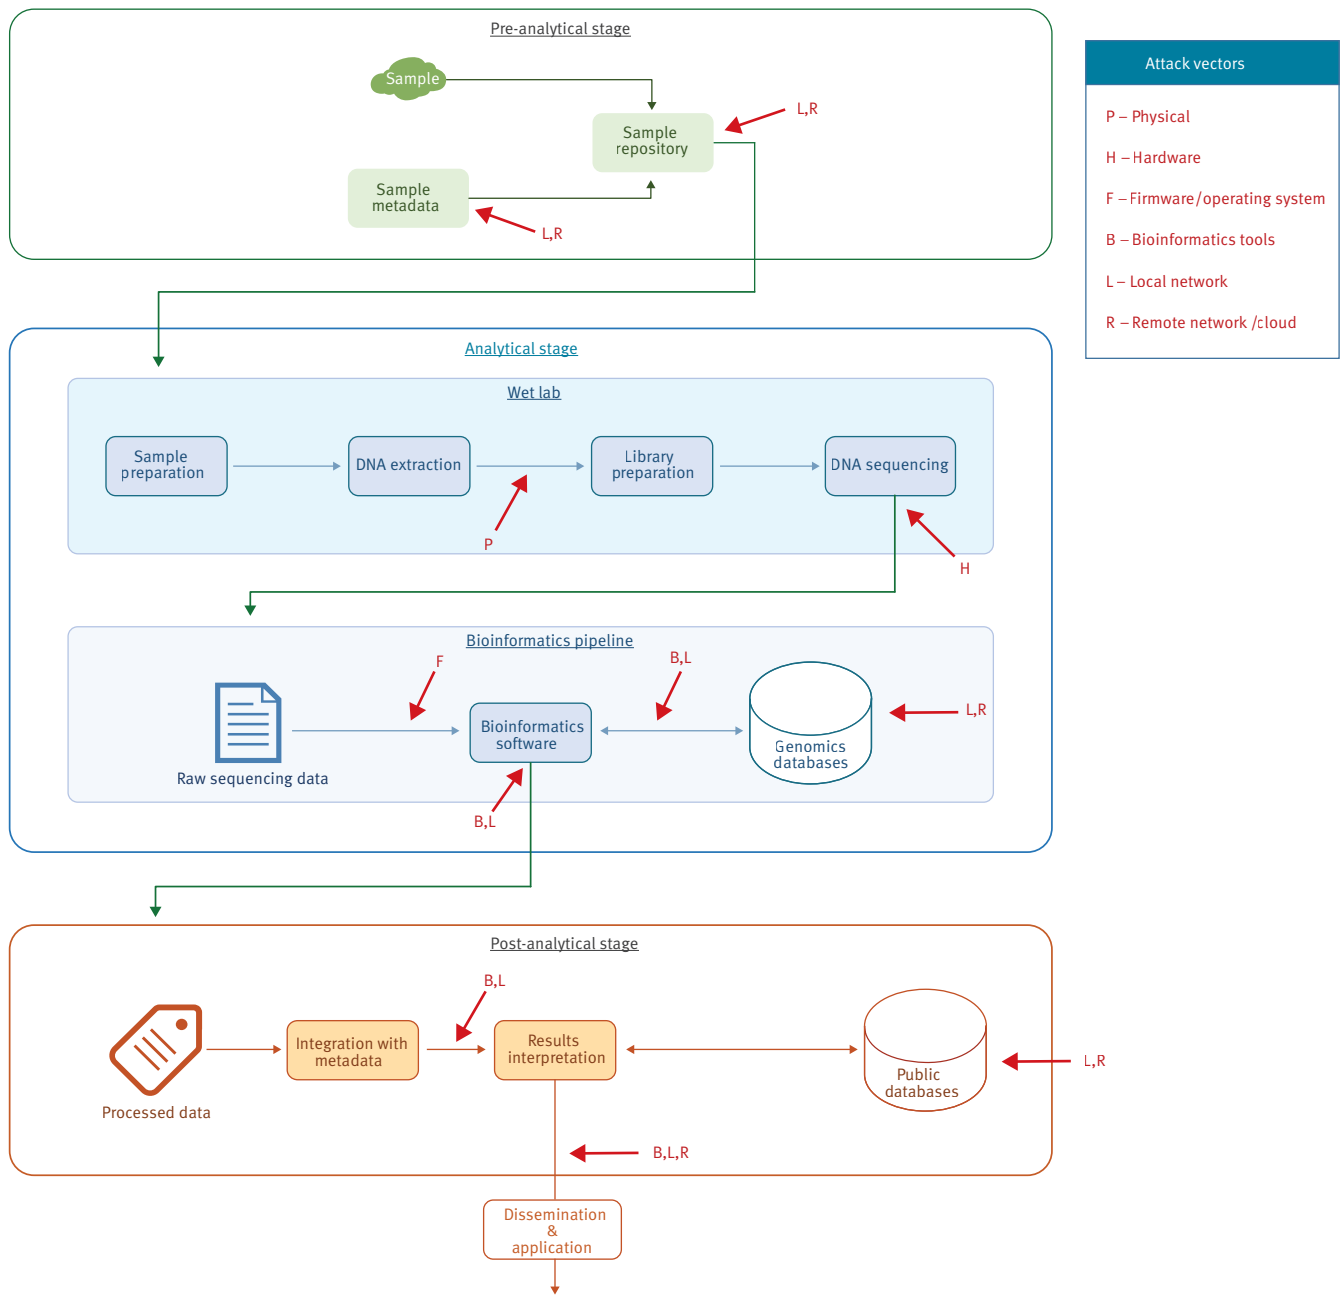 Pre-analytical stage
Sample
Sample
repository
L,R
Sample
metadata
L,R
Attack vectors
P – Physical
H – Hardware
F – Firmware/operating system
B – Bioinformatics tools
L – Local network
R – Remote network /cloud
Analytical stage
Wet lab
Sample
preparation
DNA extraction
Library
preparation
DNA sequencing
P
H
Bioinformatics pipeline
F
B,L
Raw sequencing data
Bioinformatics
software
Genomics
databases
L,R
B,L
Post-analytical stage
B,L
Processed data
Integration with
metadata
Results
interpretation
Public
databases
L,R
B,L,R
Dissemination
&
application